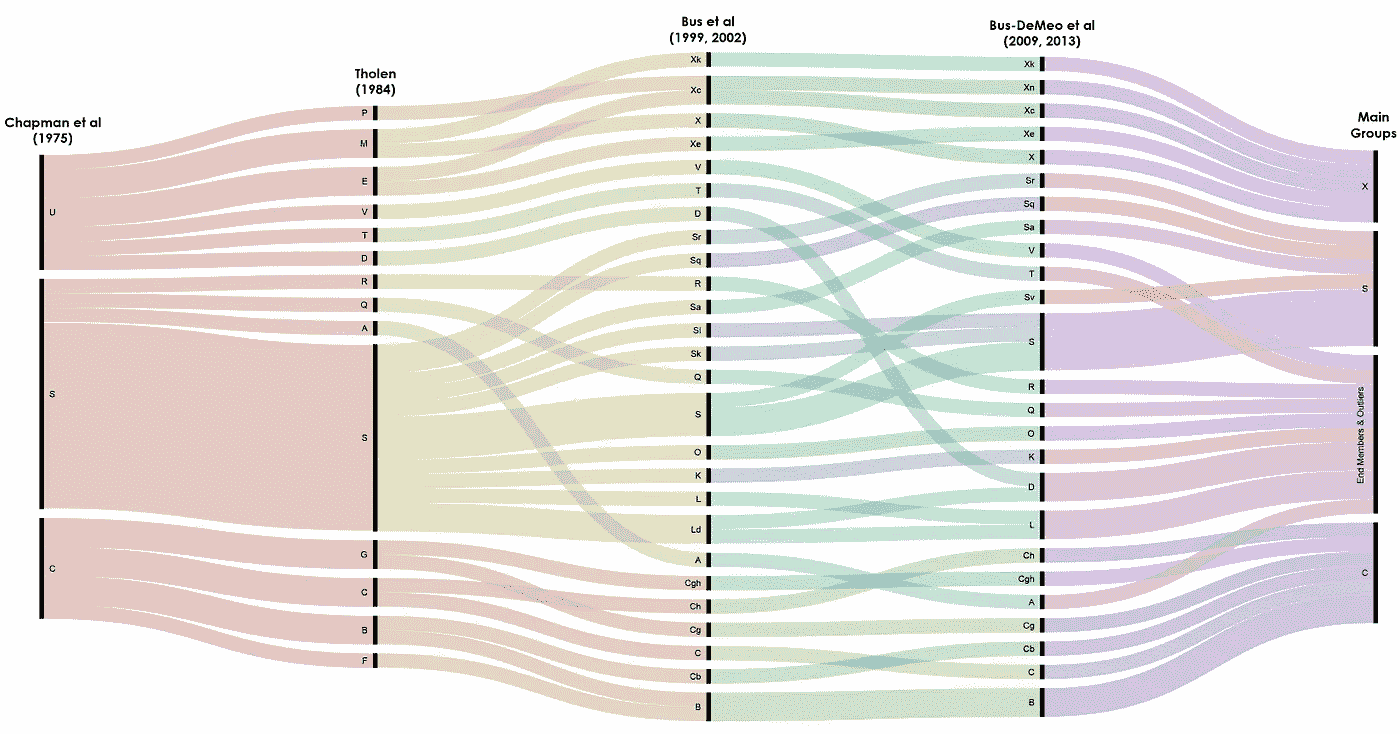 Chapman et al
(1975)
U
S
C
Tholen
(1984)
P
M
E
V
T
D
R
Q
A
S
G
C
B
F
Bus et al
(1999, 2002)
Xk
Xc
X
Xe
V
T
D
Sr
Sq
R
Sa
Sl
Sk
Q
S
O
K
L
Ld
A
Cgh
Ch
Cg
C
Cb
B
Bus-DeMeo et al
(2009, 2013)
Xk
Xn
Xc
Xe
X
Sr
Sq
Sa
V
T
Sv
S
R
Q
O
K
D
L
Ch
Cgh
A
Cg
Cb
C
B
Main
Groups
X
S
End Members & Outliers
C